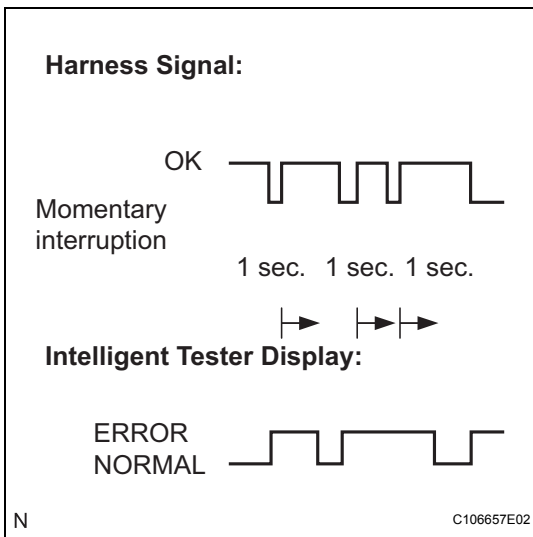 Harness Signal:
OK
Momentary
interruption
1 sec. 1 sec. 1 sec.
Intelligent Tester Display:
ERROR
NORMAL
N
C106657E02